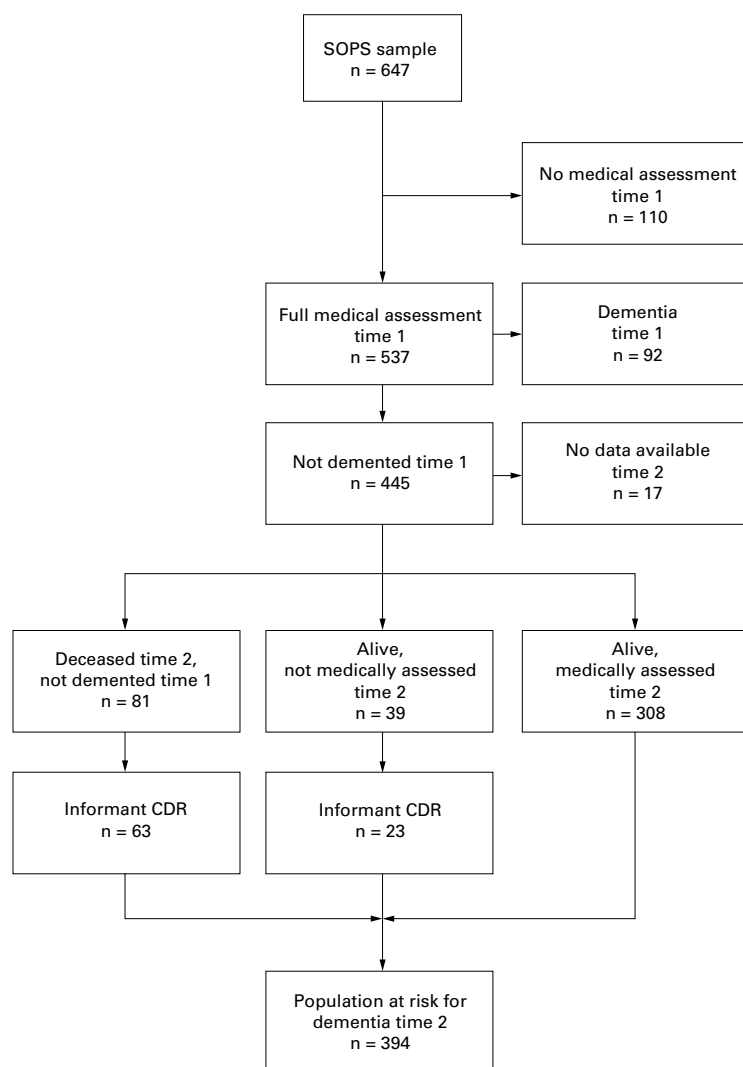 SOPS sample
n = 647
No medical assessment
time 1
n = 110
Full medical assessment
time 1
n = 537
Dementia
time 1
n = 92
Not demented time 1
n = 445
No data available
time 2
n = 17
Deceased time 2,
not demented time 1
n = 81
Alive,
not medically assessed
time 2
n = 39
Alive,
medically assessed
time 2
n = 308
Informant CDR
n = 63
Informant CDR
n = 23
Population at risk for
dementia time 2
n = 394